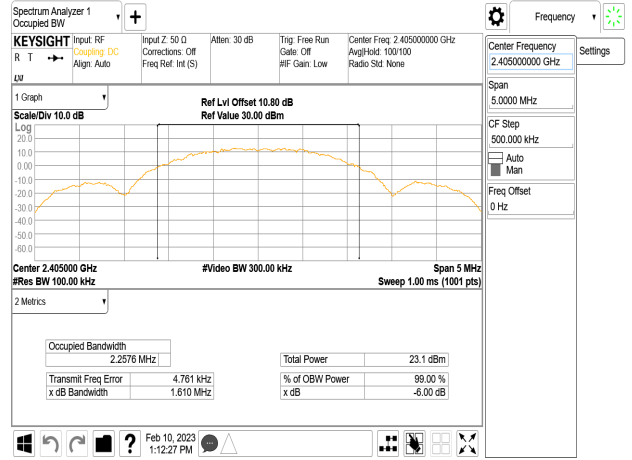 Spectrum Analyzer 1
Occupied BW
Frequency
KEYSIGHT
R T
LXI
Input: RF
Coupling: DC
Align: Auto
Input Z: 50 Ω
Corrections: Off
Freq Ref: Int (S)
Atten: 30 dB
Trig: Free Run
Gate: Off
#IF Gain: Low
Center Freq: 2.405000000 GHz
Avg|Hold: 100/100
Radio Std: None
Center Frequency
2.405000000 GHz
Settings
Span
5.0000 MHz
CF Step
500.000 kHz
Auto
Man
Freq Offset
0 Hz
1 Graph
Scale/Div 10.0 dB
Ref Lvl Offset 10.80 dB
Ref Value 30.00 dBm
Log
20.0
10.0
0.00
-10.0
-20.0
-30.0
-40.0
-50.0
-60.0
Center 2.405000 GHz
#Res BW 100.00 kHz
#Video BW 300.00 kHz
Span 5 MHz
Sweep 1.00 ms (1001 pts)
2 Metrics
Occupied Bandwidth
2.2576 MHz
Total Power 23.1 dBm
Transmit Freq Error 4.761 kHz
% of OBW Power 99.00 %
x dB Bandwidth 1.610 MHz
x dB -6.00 dB
?
Feb 10, 2023
1:12:27 PM